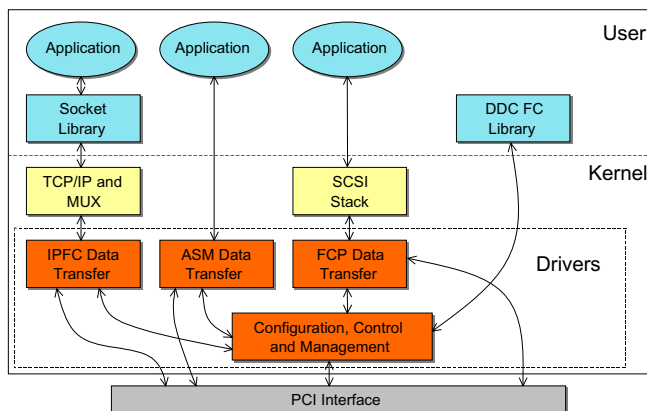 User
Application
Application
Application
Socket
Library
DDC FC
Library
Kernel
TCP/IP and
MUX
SCSI
Stack
Drivers
IPFC Data
Transfer
ASM Data
Transfer
FCP Data
Transfer
Configuration, Control
and Management
PCI Interface